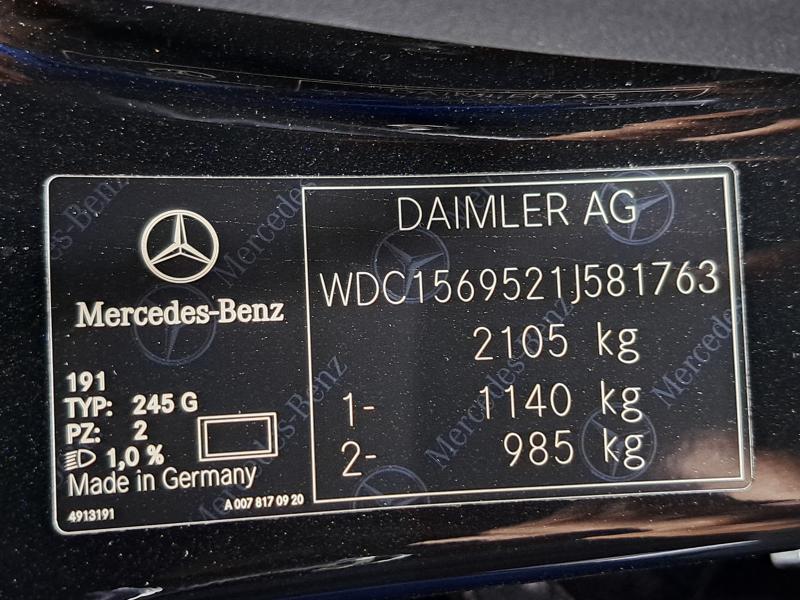 Mercedes-Benz
191
TYP: 245 G
PZ: 2
1,0 %
Made in Germany
4913191
A 007 817 09 20
DAIMLER AG
WDC1569521J581763
2105 kg
1- 1140 kg
2- 985 kg